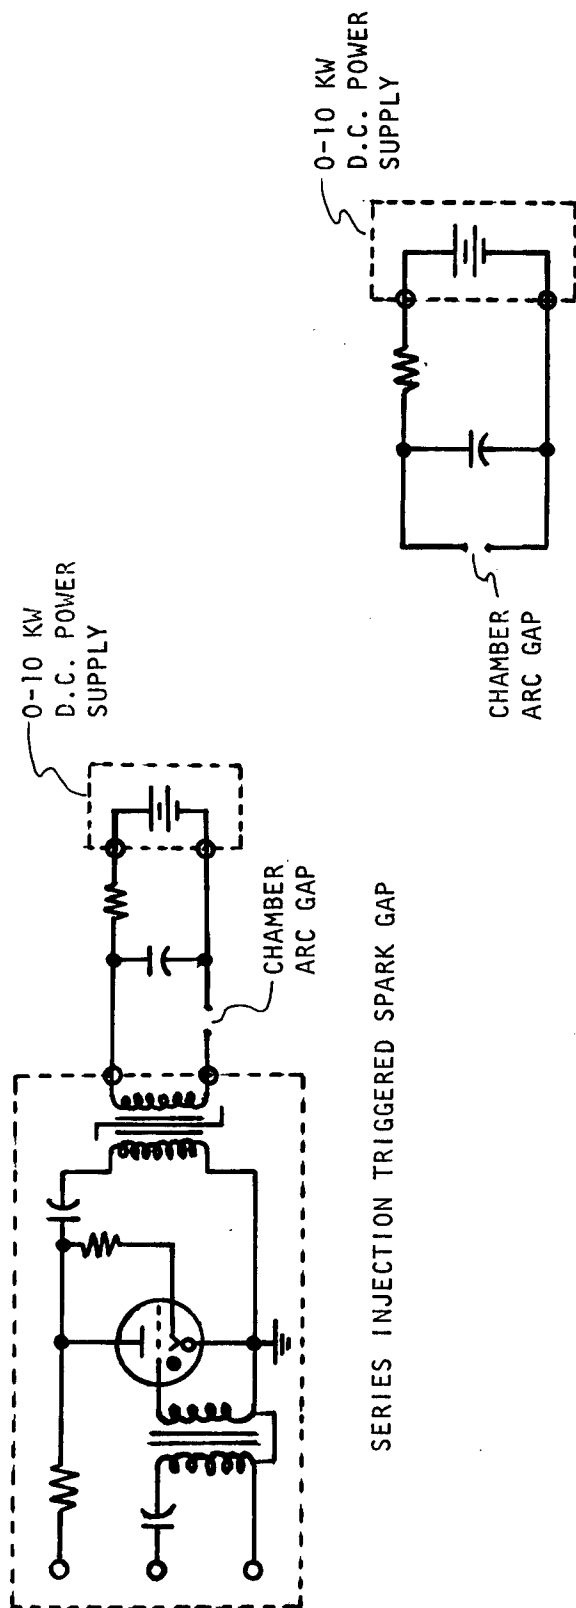 0-10 KW
D.C. POWER
SUPPLY
CHAMBER
ARC GAP
SERIES INJECTION TRIGGERED SPARK GAP
0-10 KW
D.C. POWER
SUPPLY
CHAMBER
ARC GAP